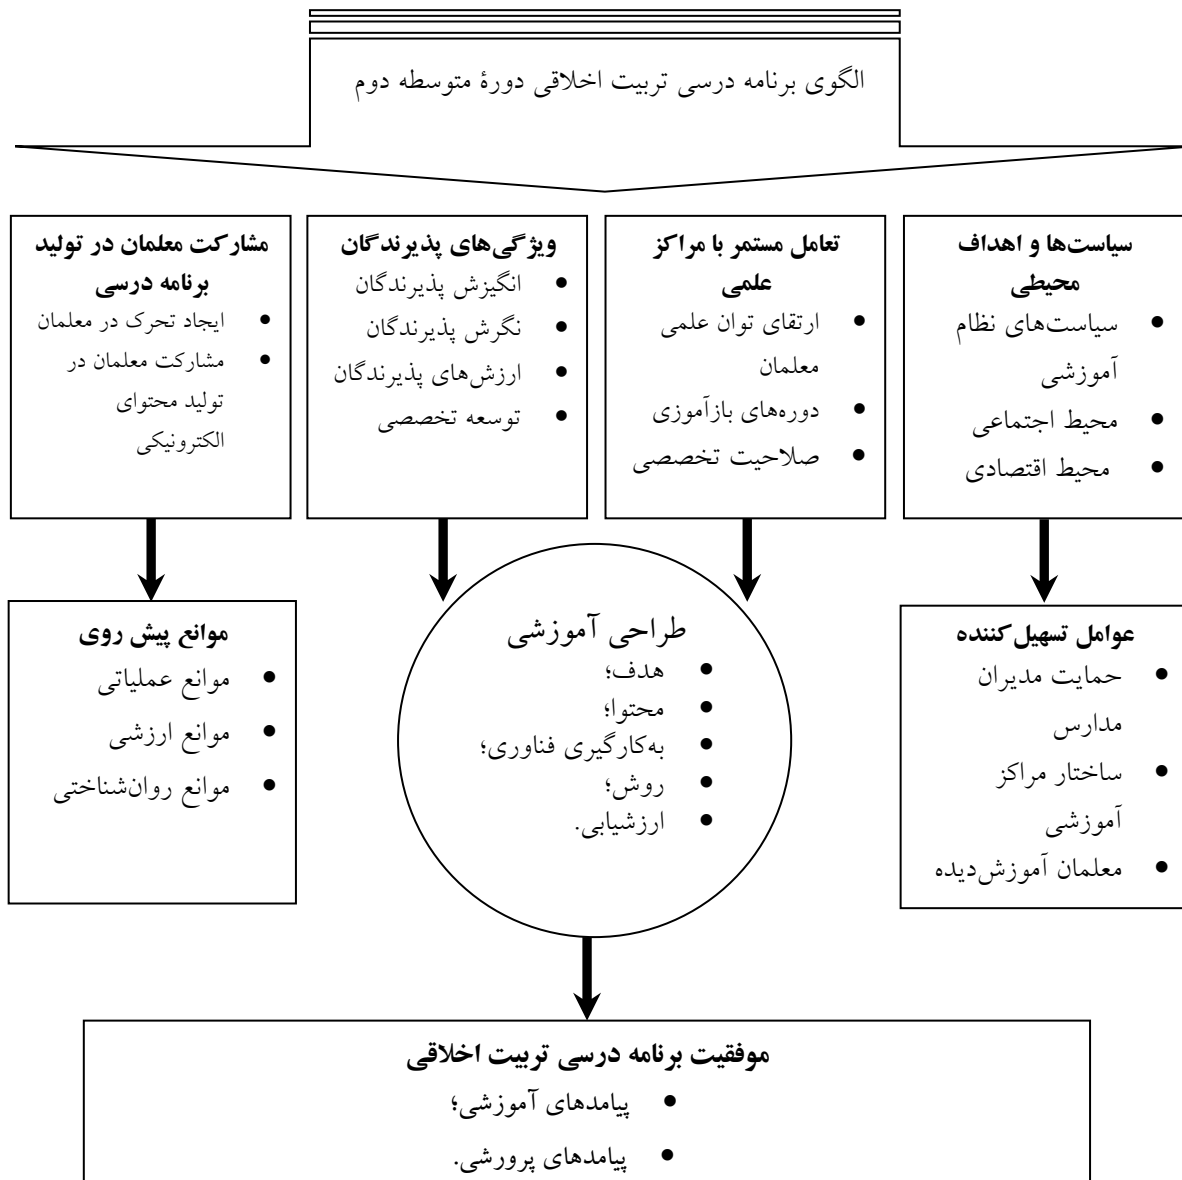 الگوی برنامه درسی تربیت اخلاقی دورۀ متوسطه دوم
سیاست‌ها و اهداف
محیطی
• سیاست‌های نظام
آموزشی
• محیط اجتماعی
• محیط اقتصادی
تعامل مستمر با مراکز
علمی
• ارتقای توان علمی
معلمان
• دوره‌های بازآموزی
• صلاحیت تخصصی
ویژگی‌های پذیرندگان
• انگیزش پذیرندگان
• نگرش پذیرندگان
• ارزش‌های پذیرندگان
• توسعه تخصصی
مشارکت معلمان در تولید
برنامه درسی
• ایجاد تحرک در معلمان
• مشارکت معلمان در
تولید محتوای
الکترونیکی
عوامل تسهیل‌کننده
• حمایت مدیران
مدارس
• ساختار مراکز
آموزشی
• معلمان آموزش‌دیده
طراحی آموزشی
• هدف؛
• محتوا؛
• به‌کارگیری فناوری؛
• روش؛
• ارزشیابی.
موانع پیش روی
• موانع عملیاتی
• موانع ارزشی
• موانع روان‌شناختی
موفقیت برنامه درسی تربیت اخلاقی
• پیامدهای آموزشی؛
• پیامدهای پرورشی.